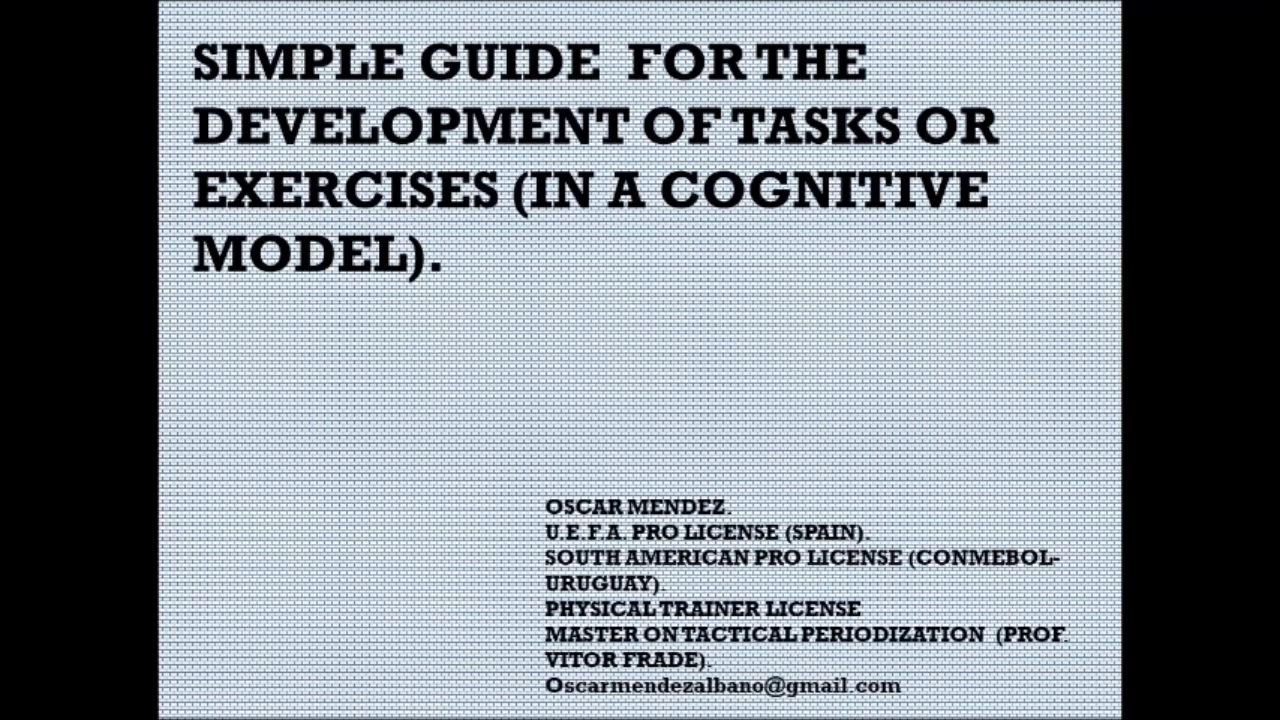 SIMPLE GUIDE FOR THE
DEVELOPMENT OF TASKS OR
EXERCISES (IN A COGNITIVE
MODEL).
OSCAR MENDEZ.
U.E.F.A. PRO LICENSE (SPAIN).
SOUTH AMERICAN PRO LICENSE (CONMEBOL-
URUGUAY).
PHYSICAL TRAINER LICENSE
MASTER ON TACTICAL PERIODIZATION (PROF.
VITOR FRADE).
Oscarmendezalbano@gmail.com